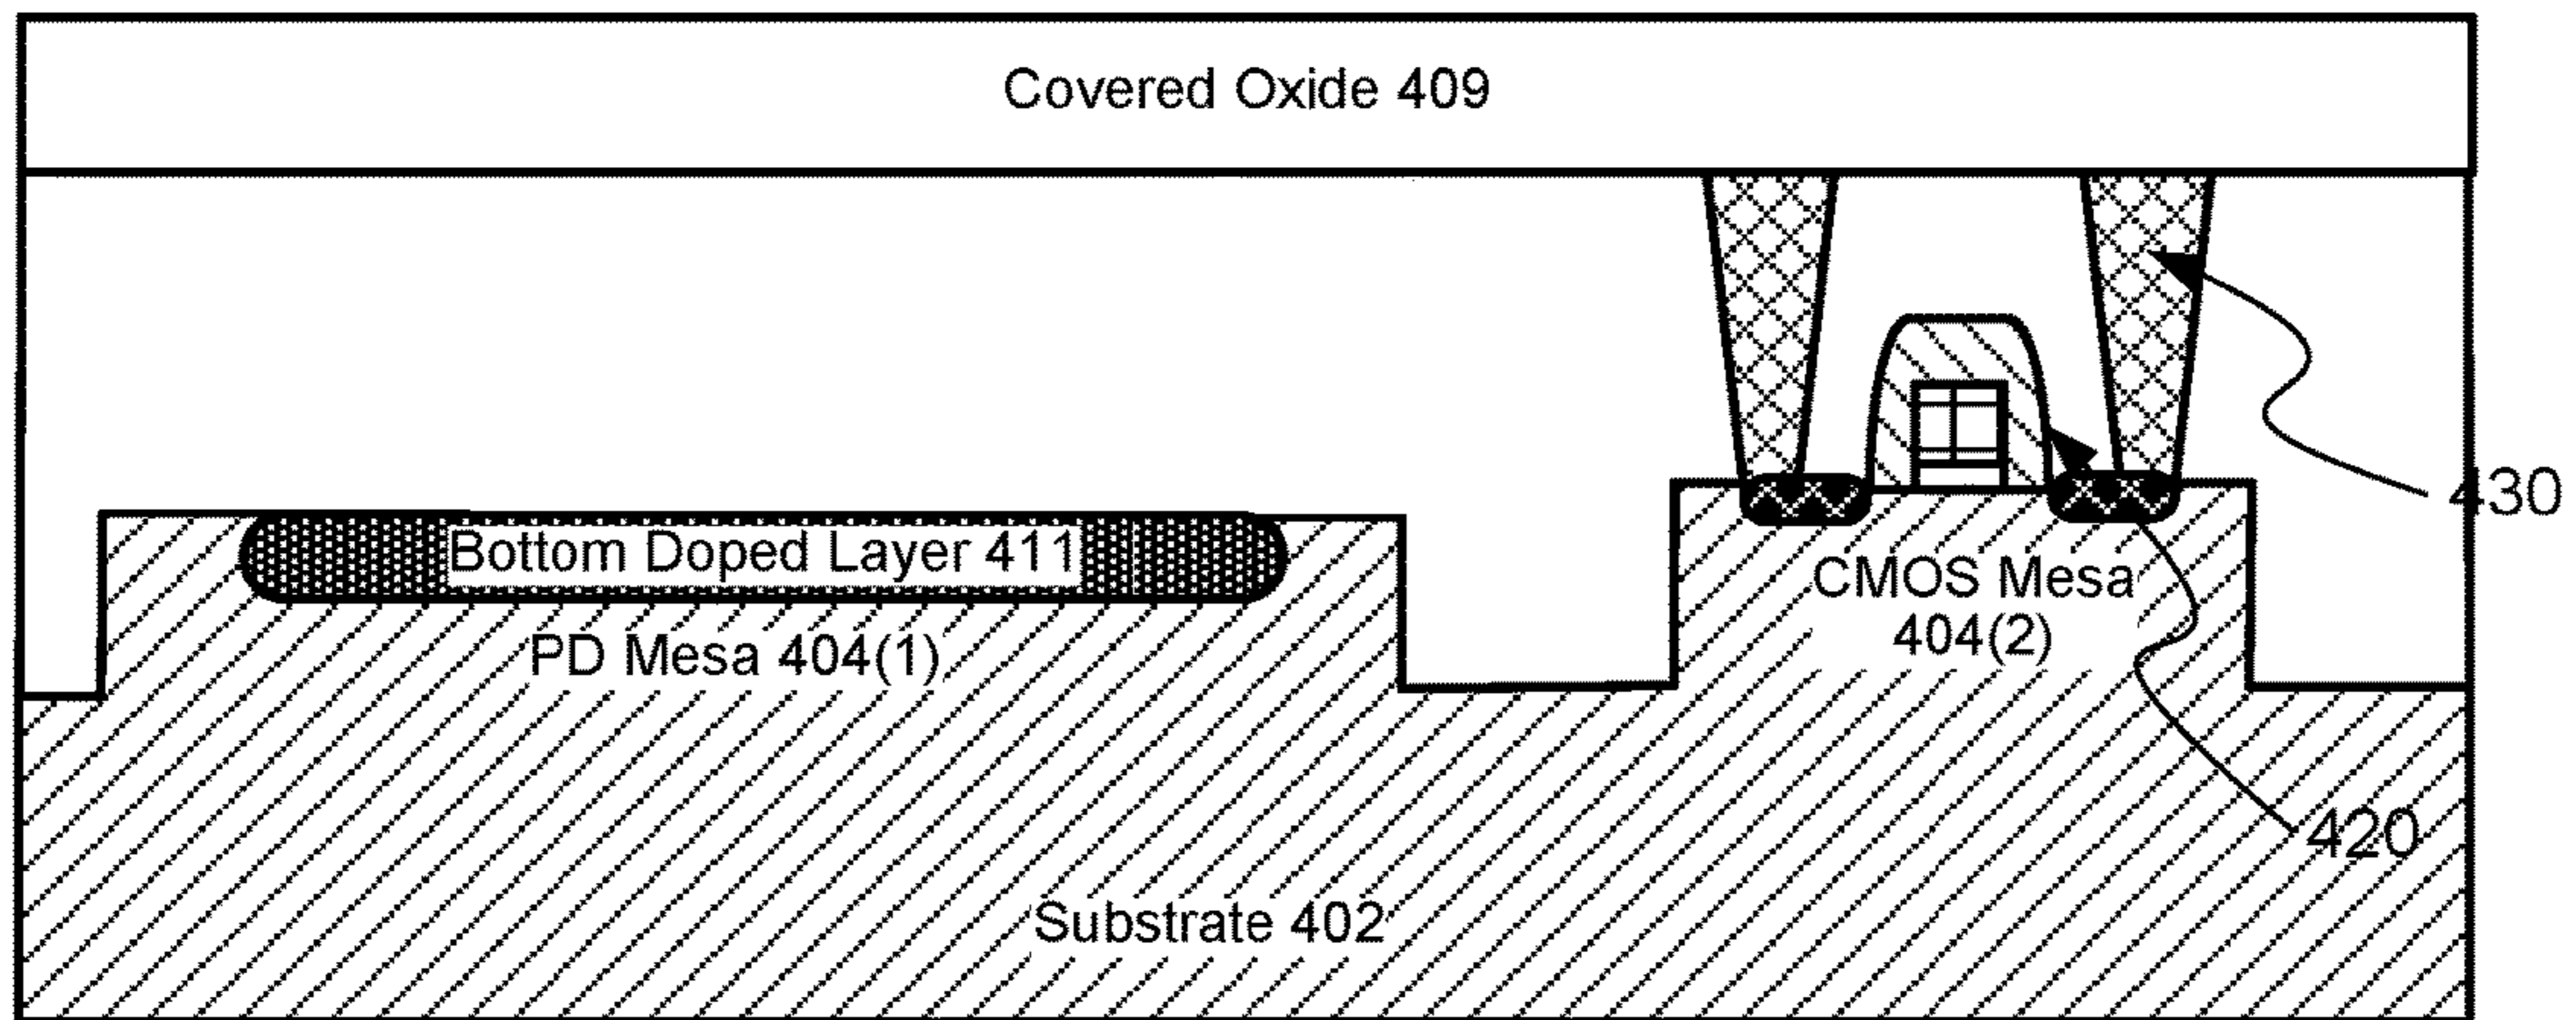 Covered Oxide 409
430
Bottom Doped Layer 411
CMOS Mesa
404(2)
PD Mesa 404(1)
420
Substrate 402